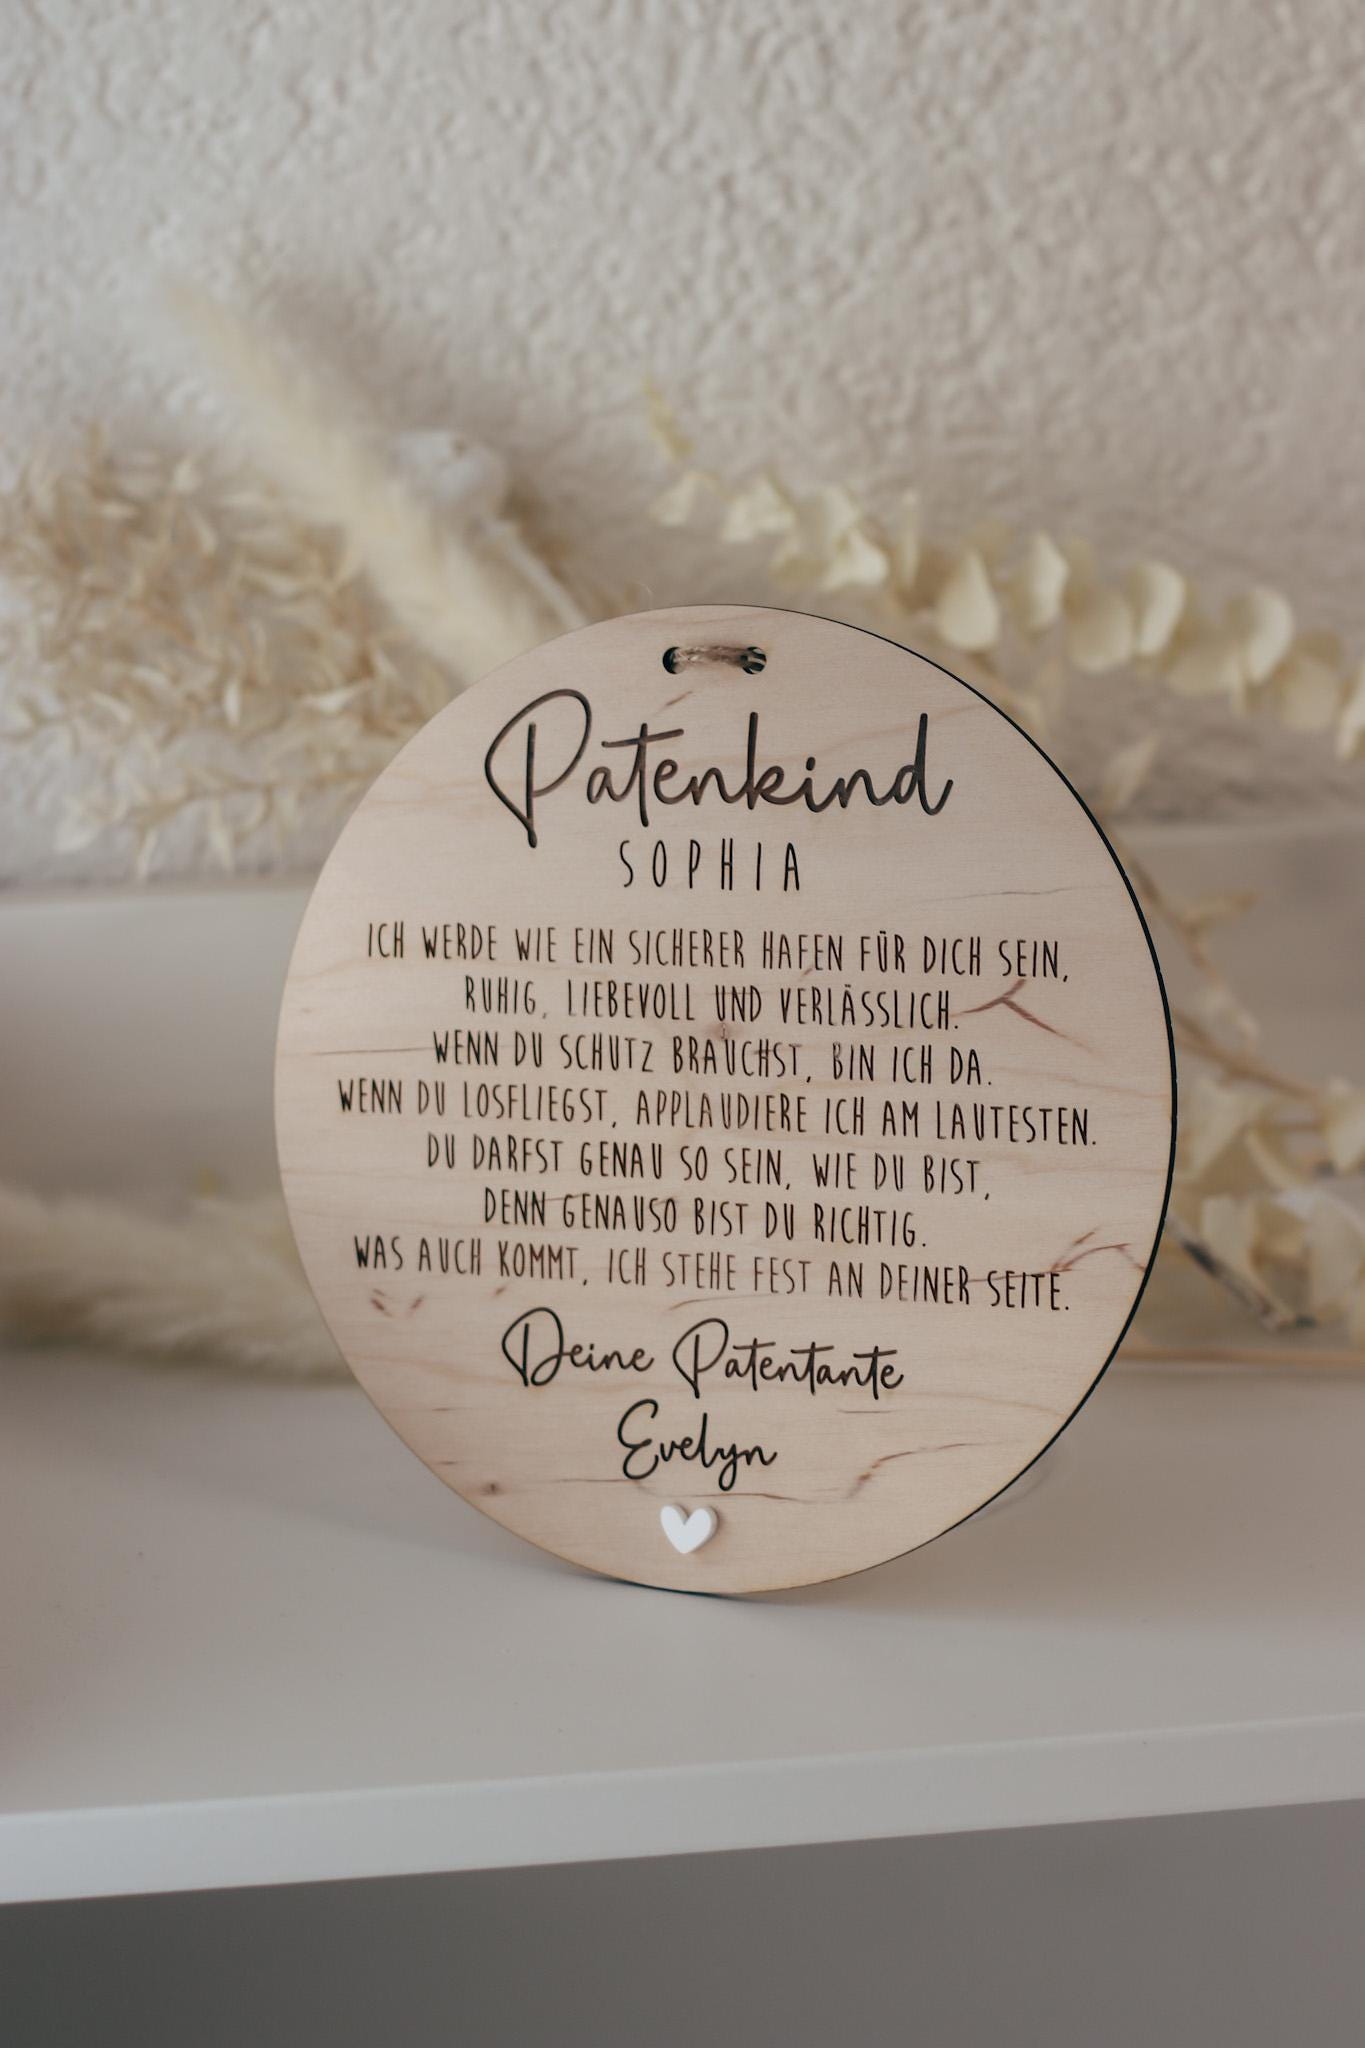 Patenkind
SOPHIA
ICH WERDE WIE EIN SICHERER HAFEN FÜR DICH SEIN,
RUHIG, LIEBEVOLL UND VERLÄSSLICH.
WENN DU SCHUTZ BRAUCHST, BIN ICH DA.
WENN DU LOSFLIEGST, APPLAUDIERE ICH AM LAUTESTEN.
DU DARFST GENAU SO SEIN, WIE DU BIST,
DENN GENAUSO BIST DU RICHTIG.
WAS AUCH KOMMT, ICH STEHE FEST AN DEINER SEITE.
Deine Patentante
Evelyn